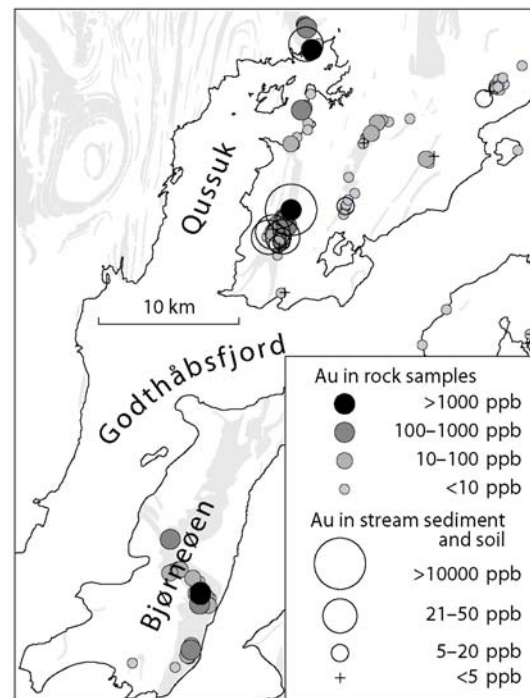 Qussuk
10 km
Godthåbsfjord
Bjørneøen
Au in rock samples
>1000 ppb
100–1000 ppb
10–100 ppb
<10 ppb
Au in stream sediment
and soil
>10000 ppb
21–50 ppb
5–20 ppb
<5 ppb